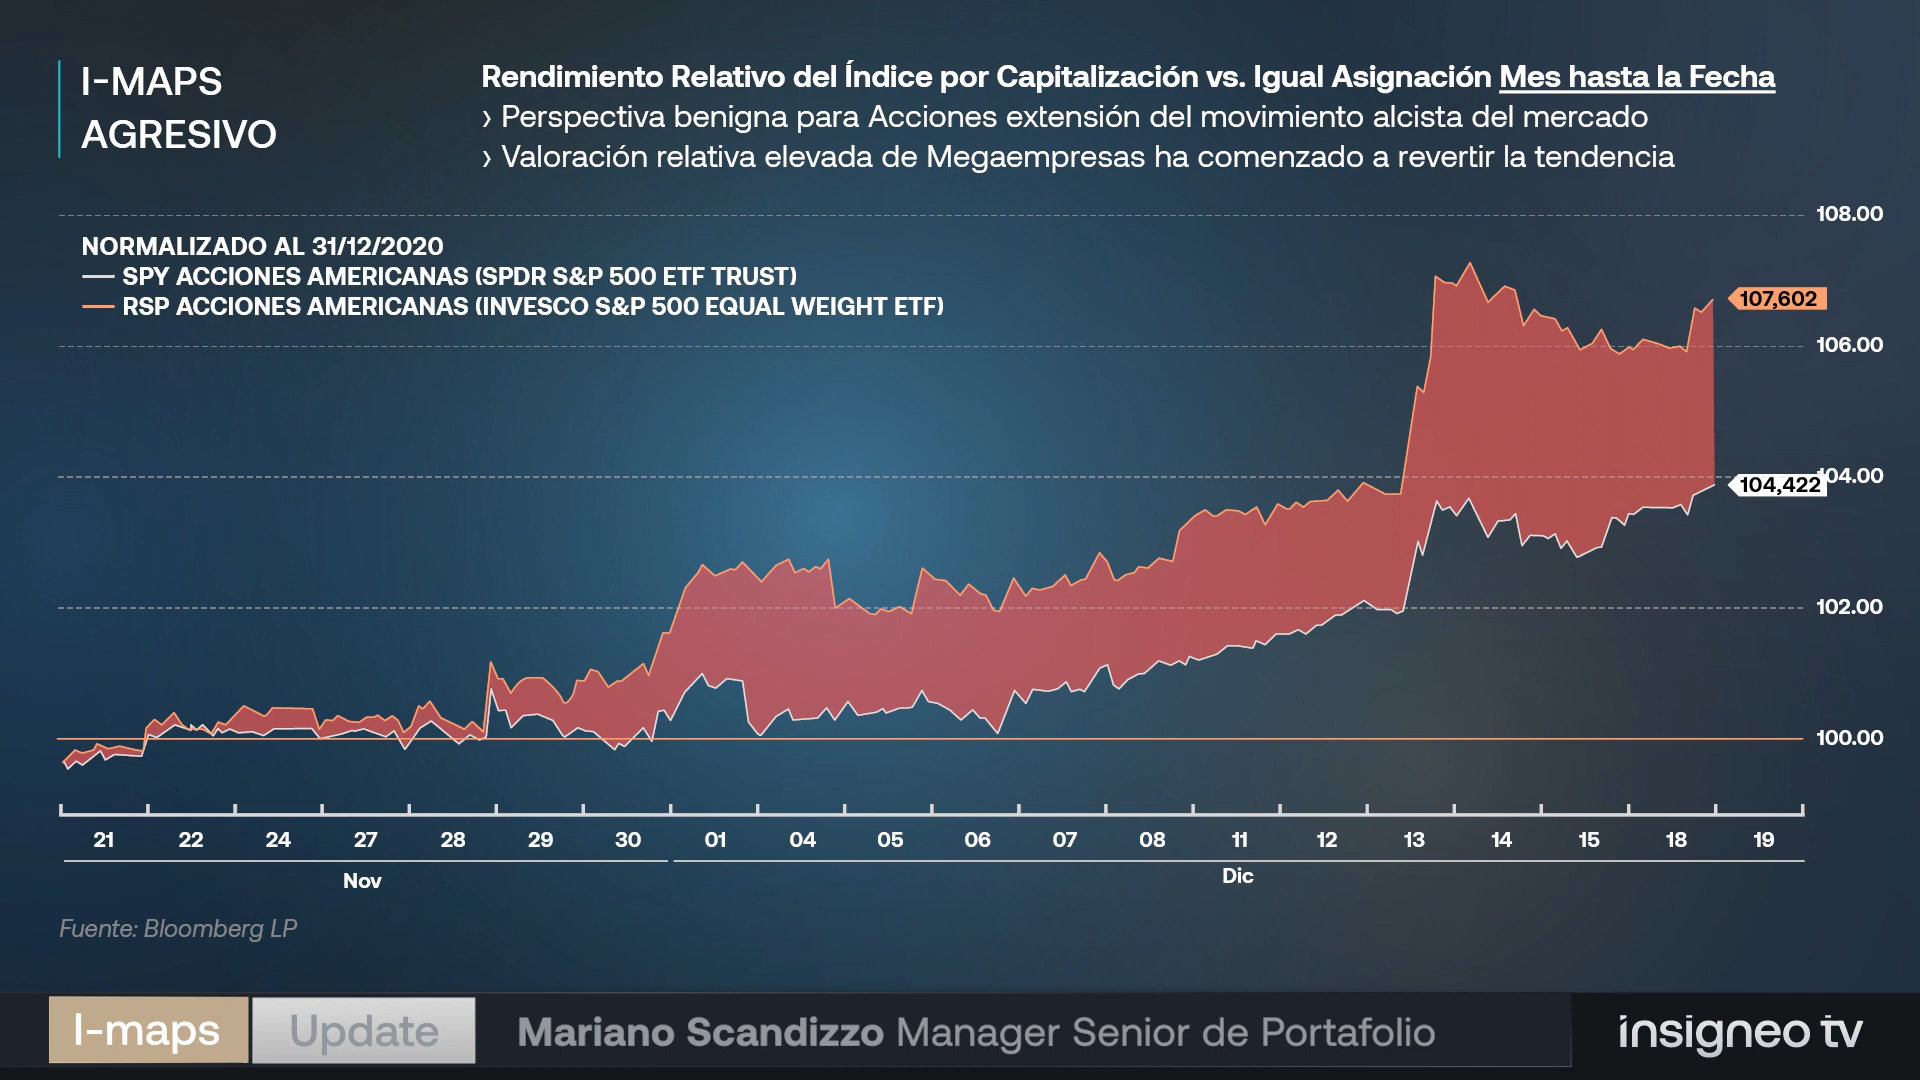 I-MAPS
AGRESIVO
Rendimiento Relativo del Índice por Capitalización vs. Igual Asignación Mes hasta la Fecha
› Perspectiva benigna para Acciones extensión del movimiento alcista del mercado
› Valoración relativa elevada de Megaempresas ha comenzado a revertir la tendencia
108.00
NORMALIZADO AL 31/12/2020
SPY ACCIONES AMERICANAS (SPDR S&P 500 ETF TRUST)
RSP ACCIONES AMERICANAS (INVESCO S&P 500 EQUAL WEIGHT ETF)
107,602
106.00
104.00
104,422
102.00
100.00
21 22 24 27 28 29 30 01 04 05 06 07 08 11 12 13 14 15 18 19
Nov Dic
Fuente: Bloomberg LP
I-maps Update Mariano Scandizzo Manager Senior de Portafolio insigneo tv